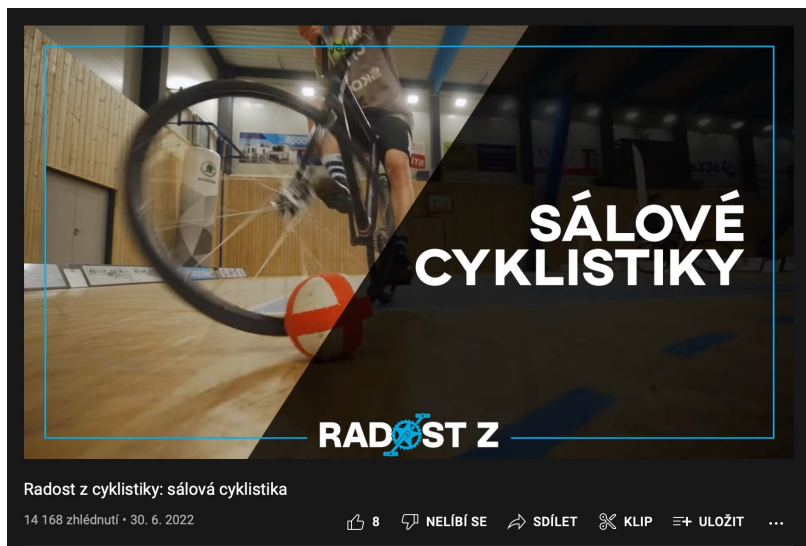 SÁLOVÉ
CYKLISTIKY
RADOST Z
Radost z cyklistiky: sálová cyklistika
14 168 zhlédnutí • 30. 6. 2022
8 NELÍBÍ SE SDÍLET KLIP ULOŽIT ...